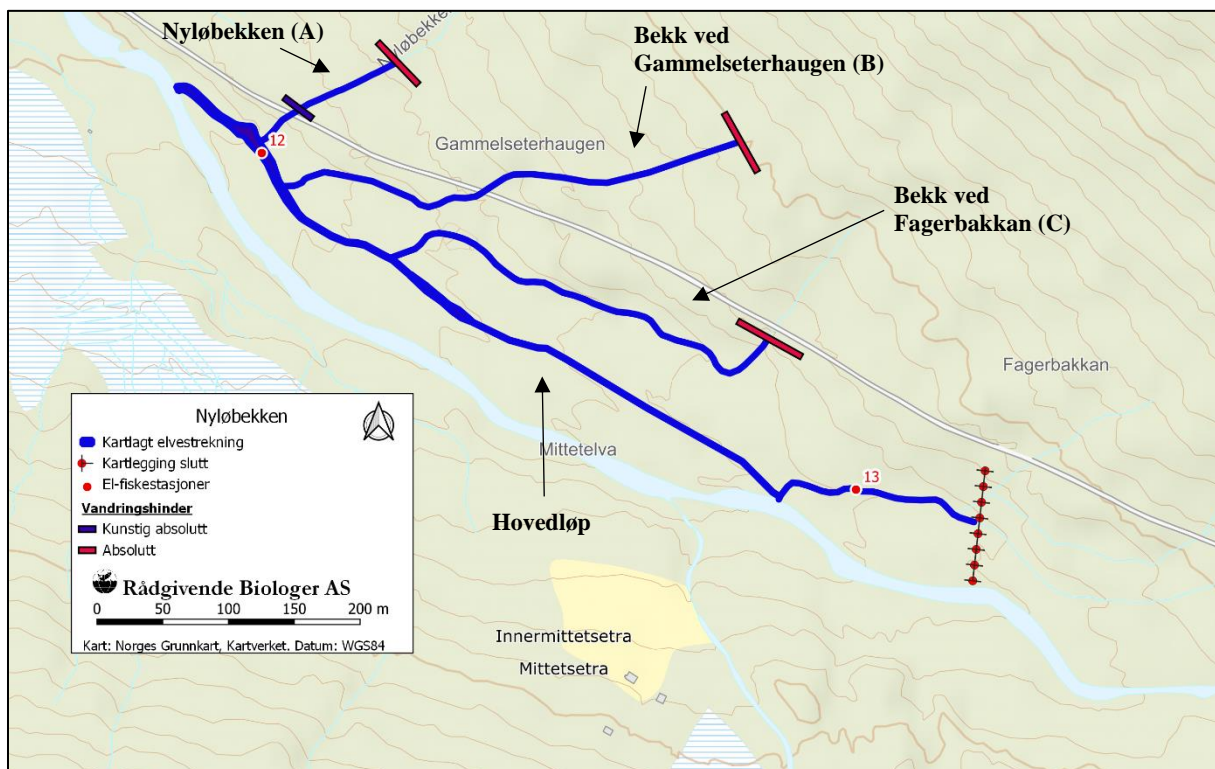 Nyløbekken (A)
Nyløbekken
Bekk ved
Gammelseterhaugen (B)
12
Gammelseterhaugen
Bekk ved
Fagerbakkan (C)
Fagerbakkan
Mittetelva
13
Hovedløp
Nyløbekken
Kartlagt elvestrekning
Kartlegging slutt
El-fiskestasjoner
Vandringshinder
Kunstig absolutt
Absolutt
Rådgivende Biologer AS
0 50 100 150 200 m
Kart: Norges Grunnkart, Kartverket. Datum: WGS84
Innermittetsetra
Mittetsetra